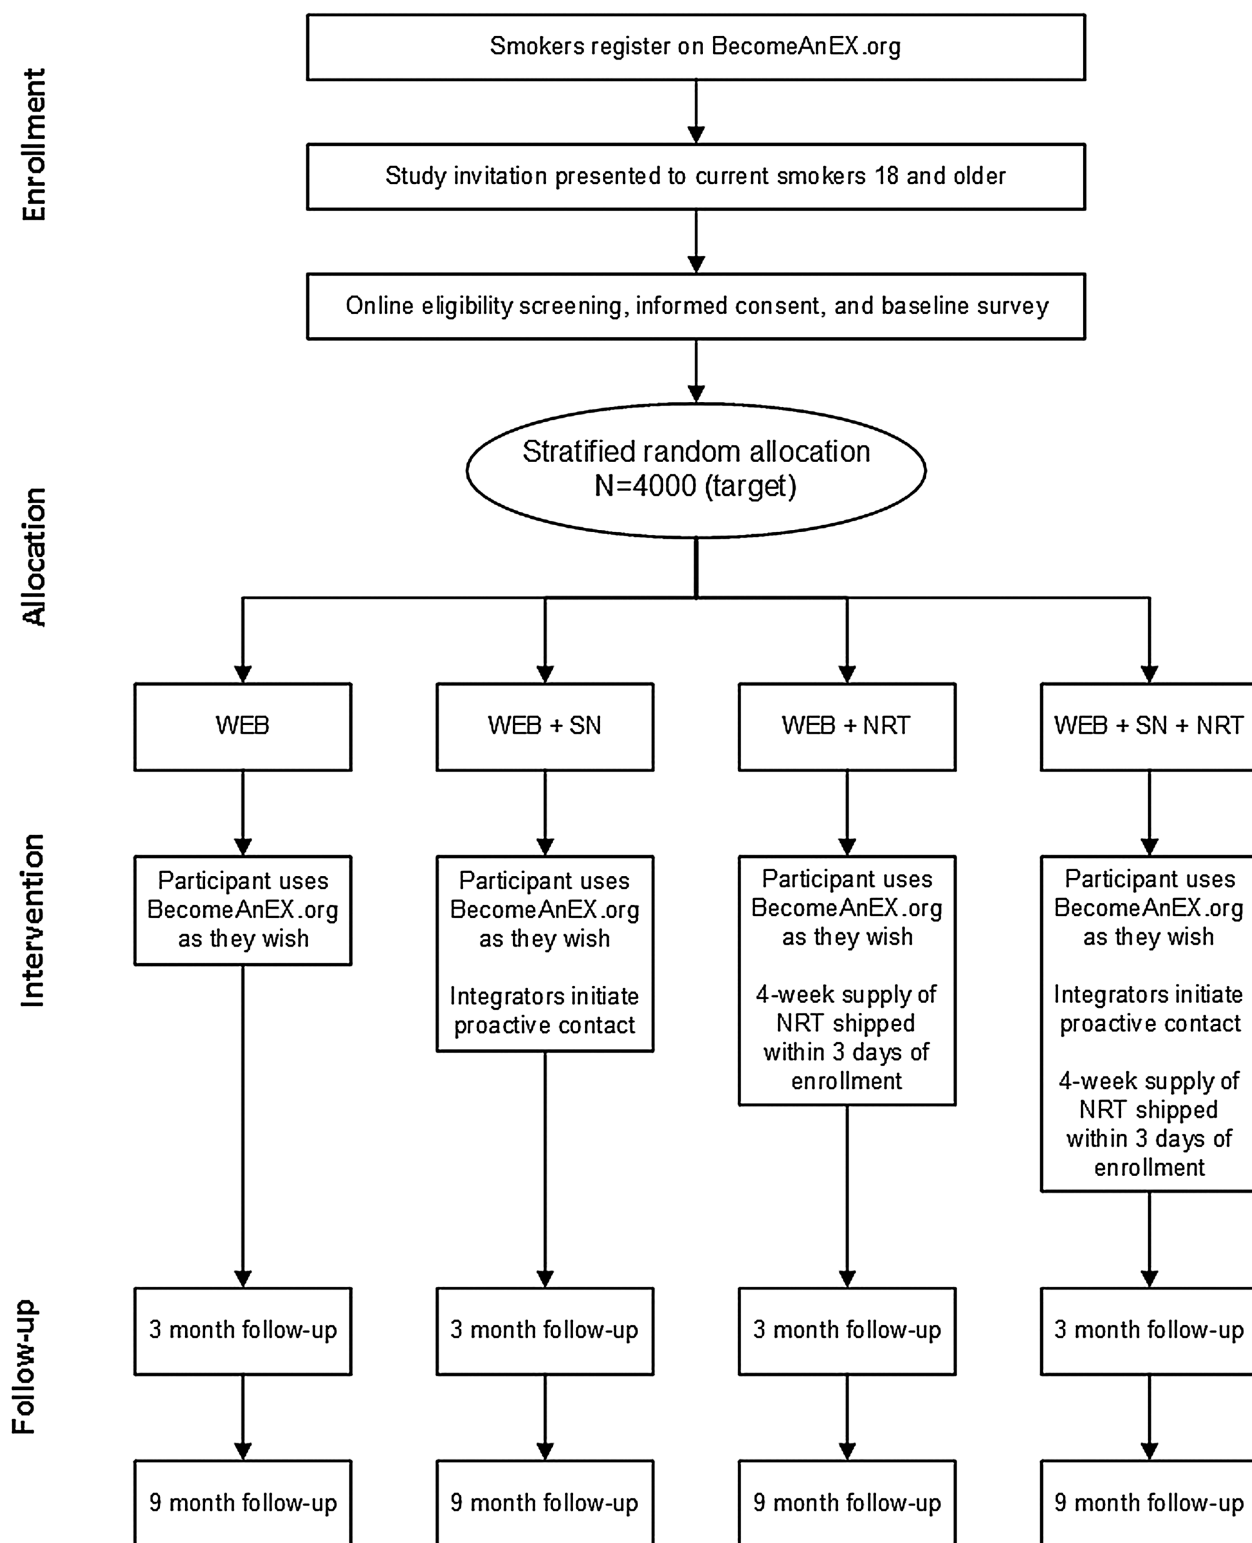 Enrollment
Smokers register on BecomeAnEX.org
Study invitation presented to current smokers 18 and older
Online eligibility screening, informed consent, and baseline survey
Allocation
Stratified random allocation
N=4000 (target)
WEB
WEB + SN
WEB + NRT
WEB + SN + NRT
Intervention
Participant uses
BecomeAnEX.org
as they wish
Participant uses
BecomeAnEX.org
as they wish
Integrators initiate
proactive contact
Participant uses
BecomeAnEX.org
as they wish
4-week supply of
NRT shipped
within 3 days of
enrollment
Participant uses
BecomeAnEX.org
as they wish
Integrators initiate
proactive contact
4-week supply of
NRT shipped
within 3 days of
enrollment
Follow-up
3 month follow-up
3 month follow-up
3 month follow-up
3 month follow-up
9 month follow-up
9 month follow-up
9 month follow-up
9 month follow-up